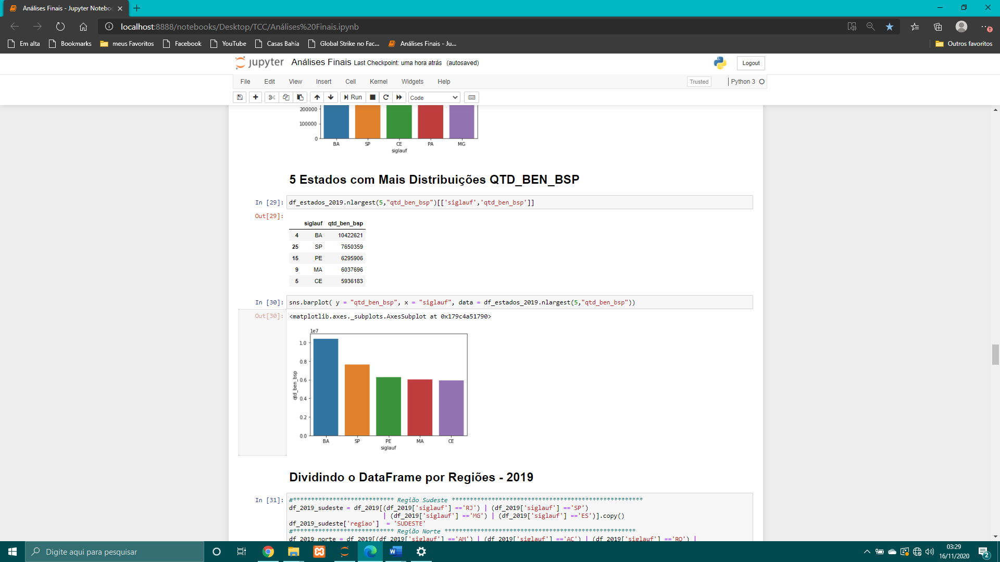 Análises Finais - Jupyter Notebo
localhost:8888/notebooks/Desktop/TCC/Análises%20Finais.ipynb
Em alta Bookmarks meus Favoritos Facebook YouTube Casas Bahia Global Strike no Fac... Análises Finais - Ju... Outros favoritos
jupyter Análises Finais Last Checkpoint: uma hora atrás (autosaved) Logout
File Edit View Insert Cell Kernel Widgets Help Trusted Python 3
Run Code
200000
100000
0
BA SP CE PA MG
siglauf
5 Estados com Mais Distribuições QTD_BEN_BSP
In [29]: df_estados_2019.nlargest(5,"qtd_ben_bsp")[['siglauf','qtd_ben_bsp']]
Out[29]:
siglauf qtd_ben_bsp
4 BA 10422621
25 SP 7650359
15 PE 6295906
9 MA 6037696
5 CE 5936183
In [30]: sns.barplot( y = "qtd_ben_bsp", x = "siglauf", data = df_estados_2019.nlargest(5,"qtd_ben_bsp"))
Out[30]: <matplotlib.axes._subplots.AxesSubplot at 0x179c4a51790>
1e7
1.0
0.8
0.6
0.4
0.2
0.0
qtd_ben_bsp
BA SP PE MA CE
siglauf
Dividindo o DataFrame por Regiões - 2019
In [31]: #**************************** Região Sudeste *****************************************************
df_2019_sudeste = df_2019[(df_2019['siglauf'] =='RJ') | (df_2019['siglauf'] =='SP')
| (df_2019['siglauf'] =='MG') | (df_2019['siglauf'] =='ES')].copy()
df_2019_sudeste['regiao'] = 'SUDESTE'
#**************************** Região Norte *****************************************************
df_2019_norte = df_2019[(df_2019['siglauf'] =='AM') | (df_2019['siglauf'] =='AC') | (df_2019['siglauf'] =='RO') |
Digite aqui para pesquisar
03:29
16/11/2020
2